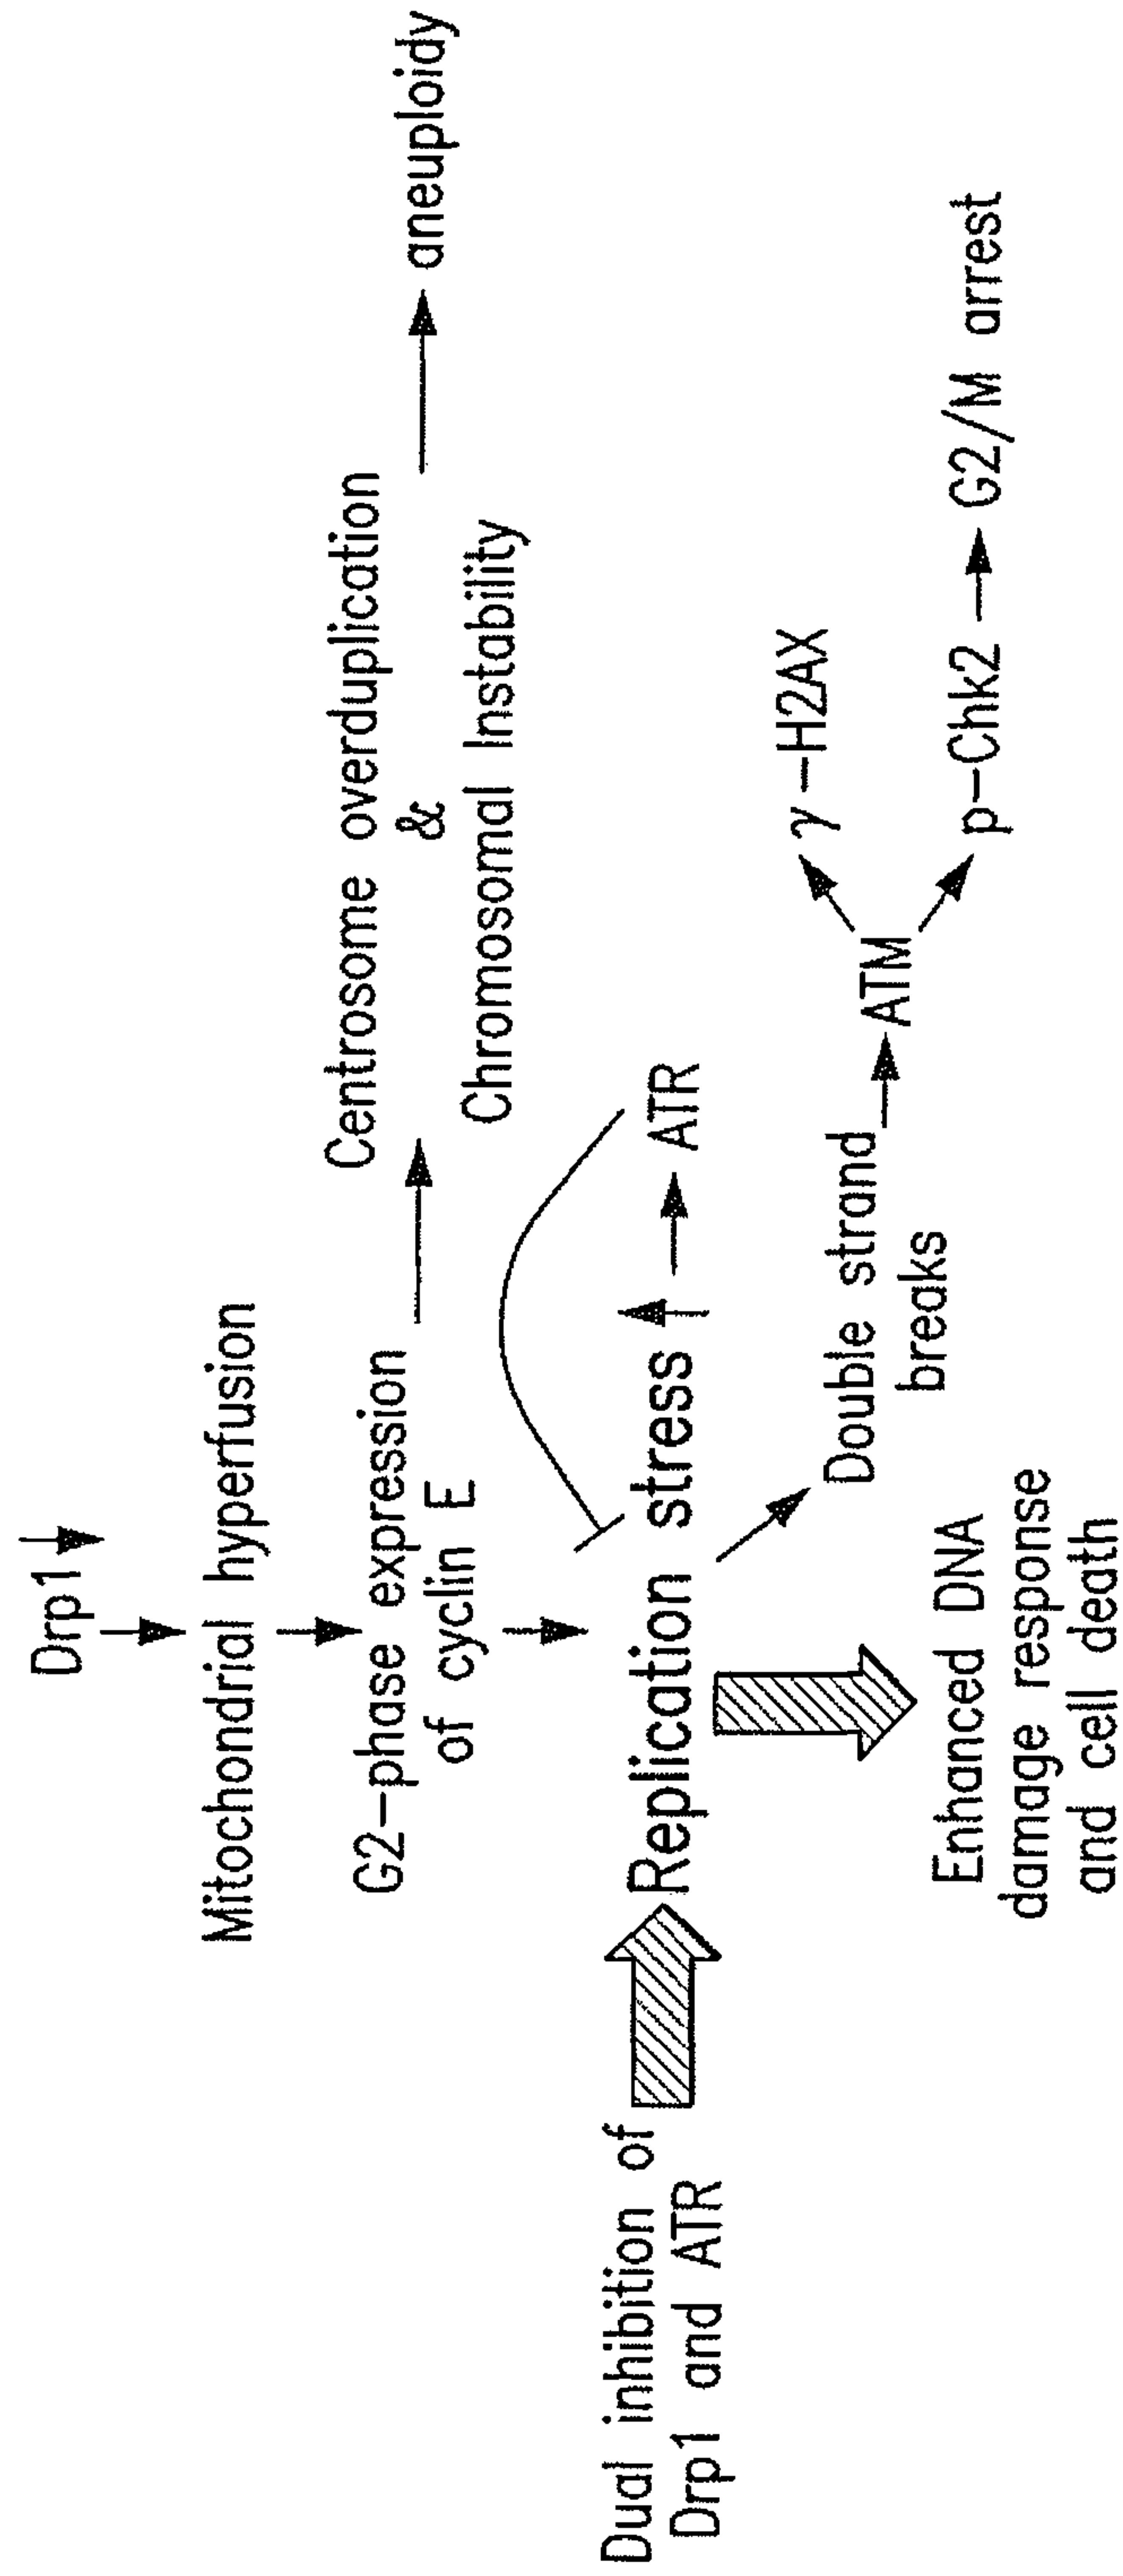 Drp1
Mitochondrial hyperfusion
G2-phase expression
of cyclin E
Centrosome overduplication
&
Chromosomal Instability
aneuploidy
Dual inhibition of
Drp1 and ATR
Replication stress
ATR
Double strand
breaks
ATM
γ-H2AX
p-Chk2
G2/M arrest
Enhanced DNA
damage response
and cell death